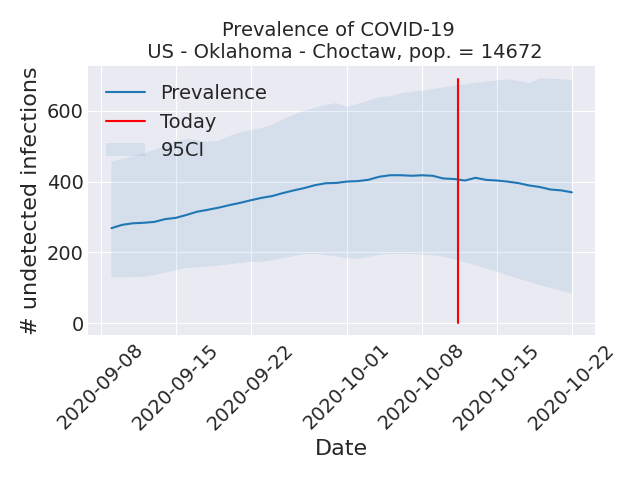 Prevalence of COVID-19
US - Oklahoma - Choctaw, pop. = 14672
# undetected infections
600
400
200
0
Prevalence
Today
95CI
2020-09-08
2020-09-15
2020-09-22
2020-10-01
2020-10-08
2020-10-15
2020-10-22
Date